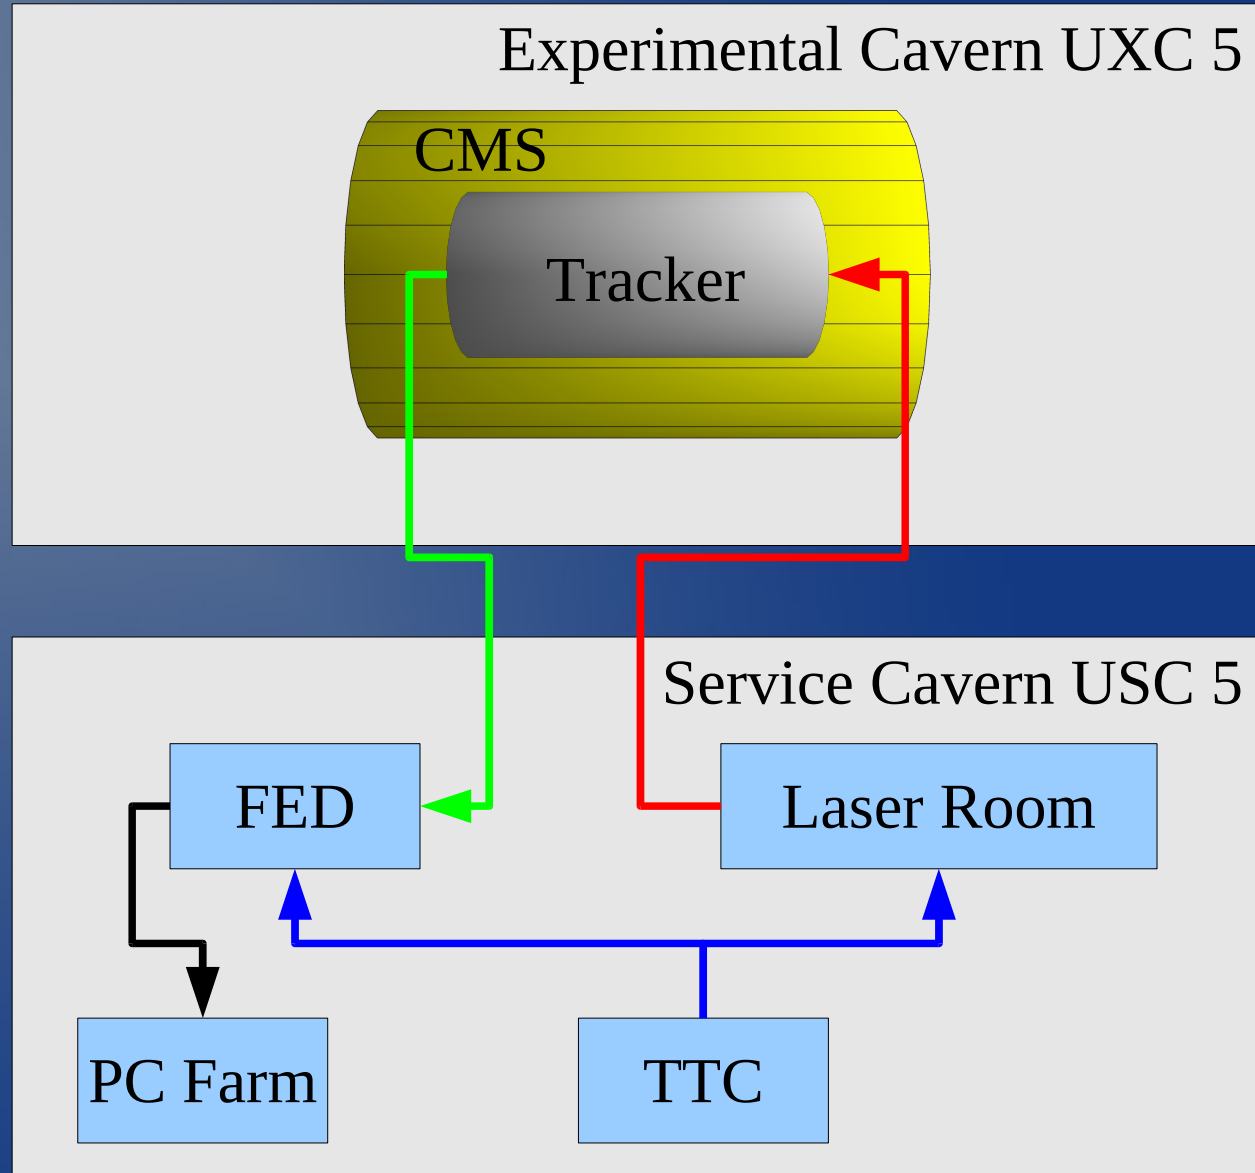 Experimental Cavern UXC 5
CMS
Tracker
Service Cavern USC 5
FED
Laser Room
PC Farm
TTC